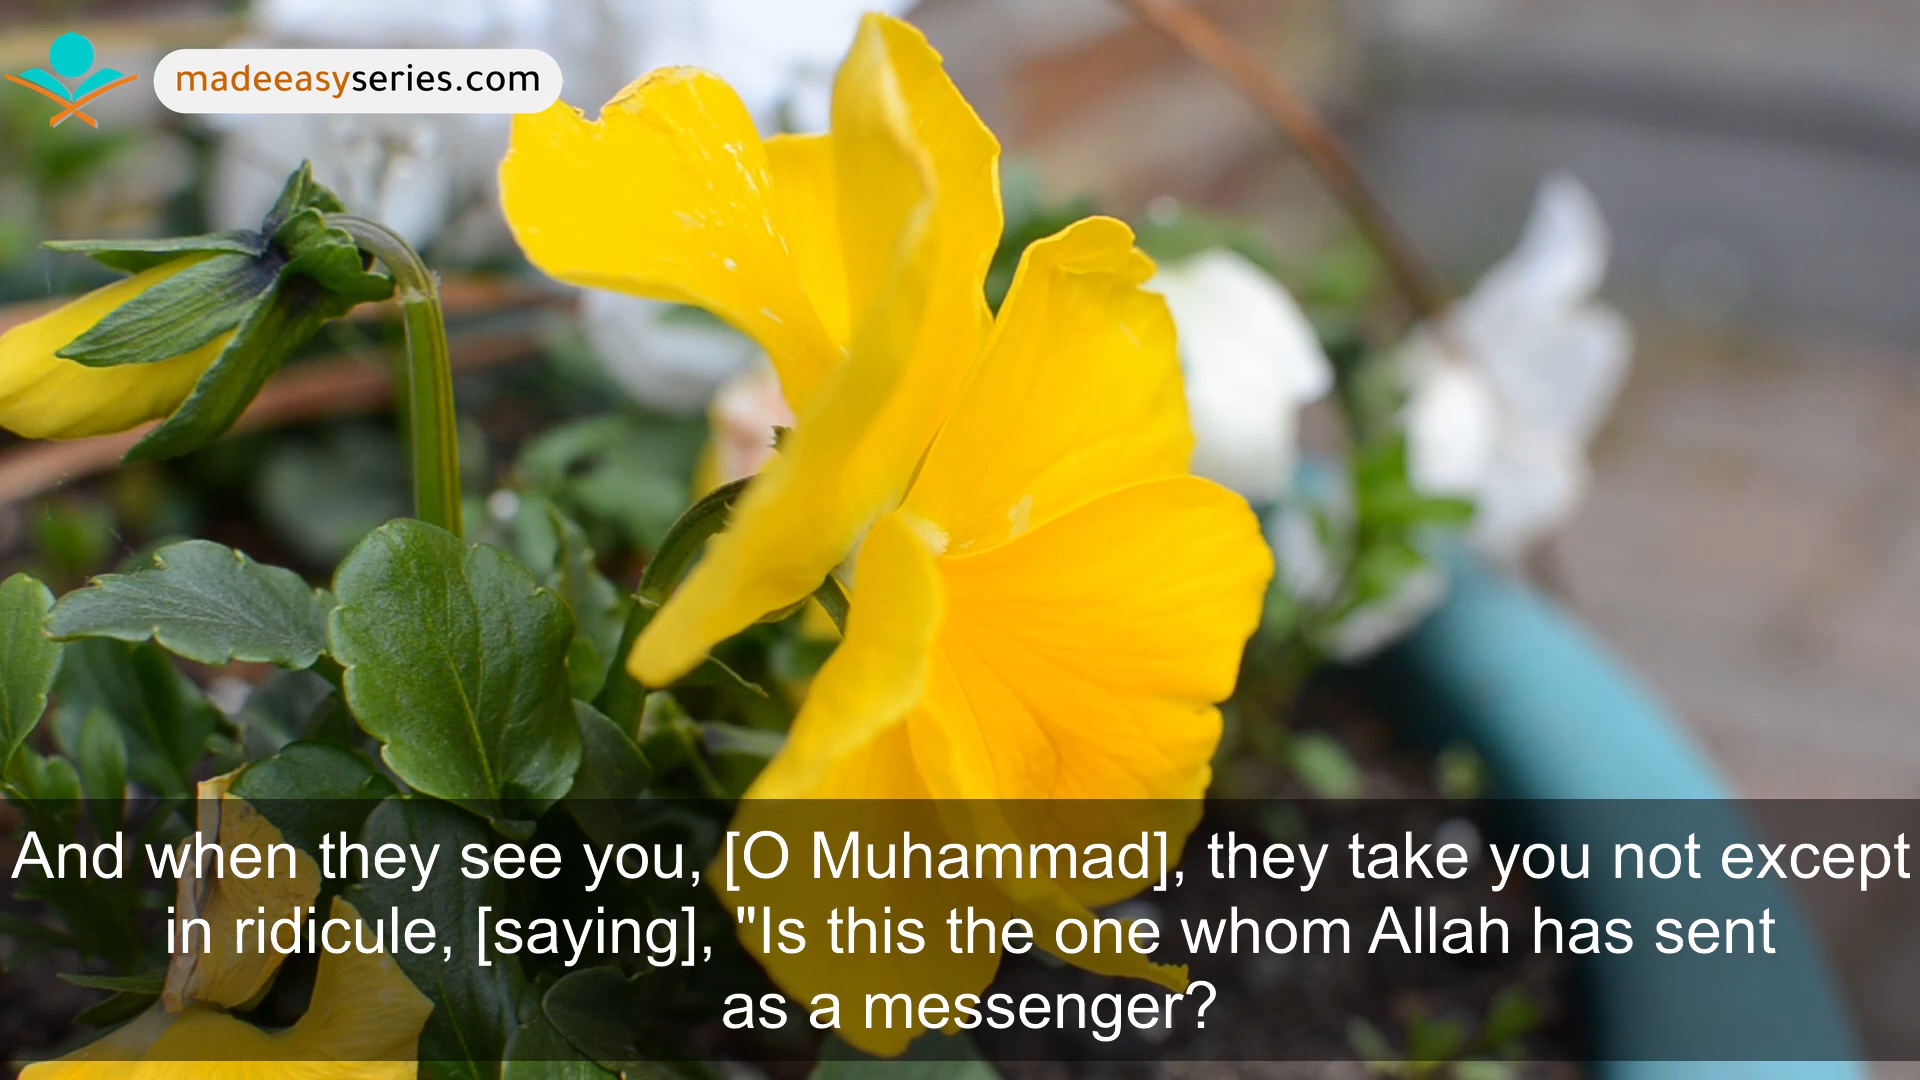 madeeasyseries.com
And when they see you, [O Muhammad], they take you not except
in ridicule, [saying], "Is this the one whom Allah has sent
as a messenger?